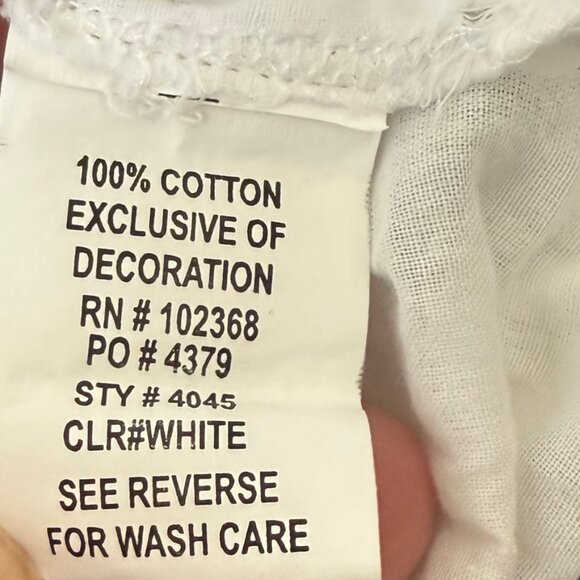 100% COTTON
EXCLUSIVE OF
DECORATION
RN # 102368
PO # 4379
STY # 4045
CLR#WHITE
SEE REVERSE
FOR WASH CARE